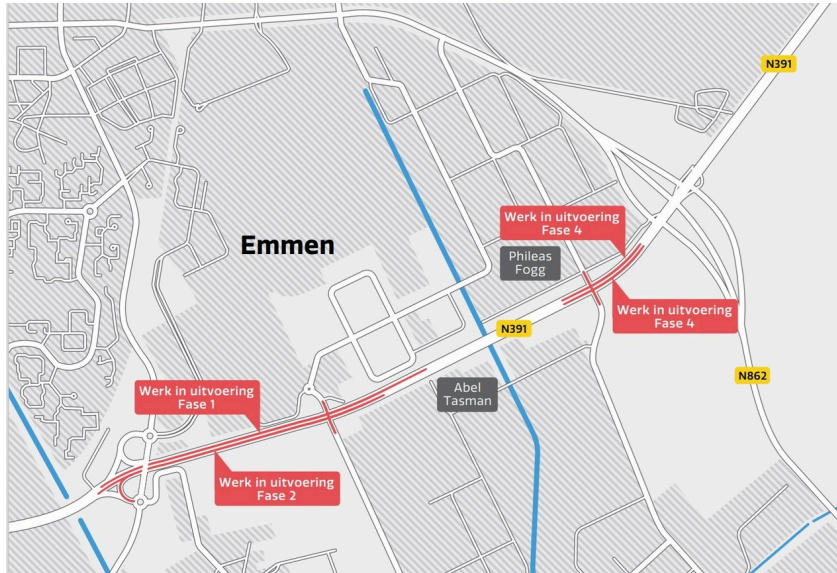 N391
Werk in uitvoering
Fase 4
Emmen
Phileas
Fogg
Werk in uitvoering
Fase 4
N391
N862
Werk in uitvoering
Fase 1
Abel
Tasman
Werk in uitvoering
Fase 2